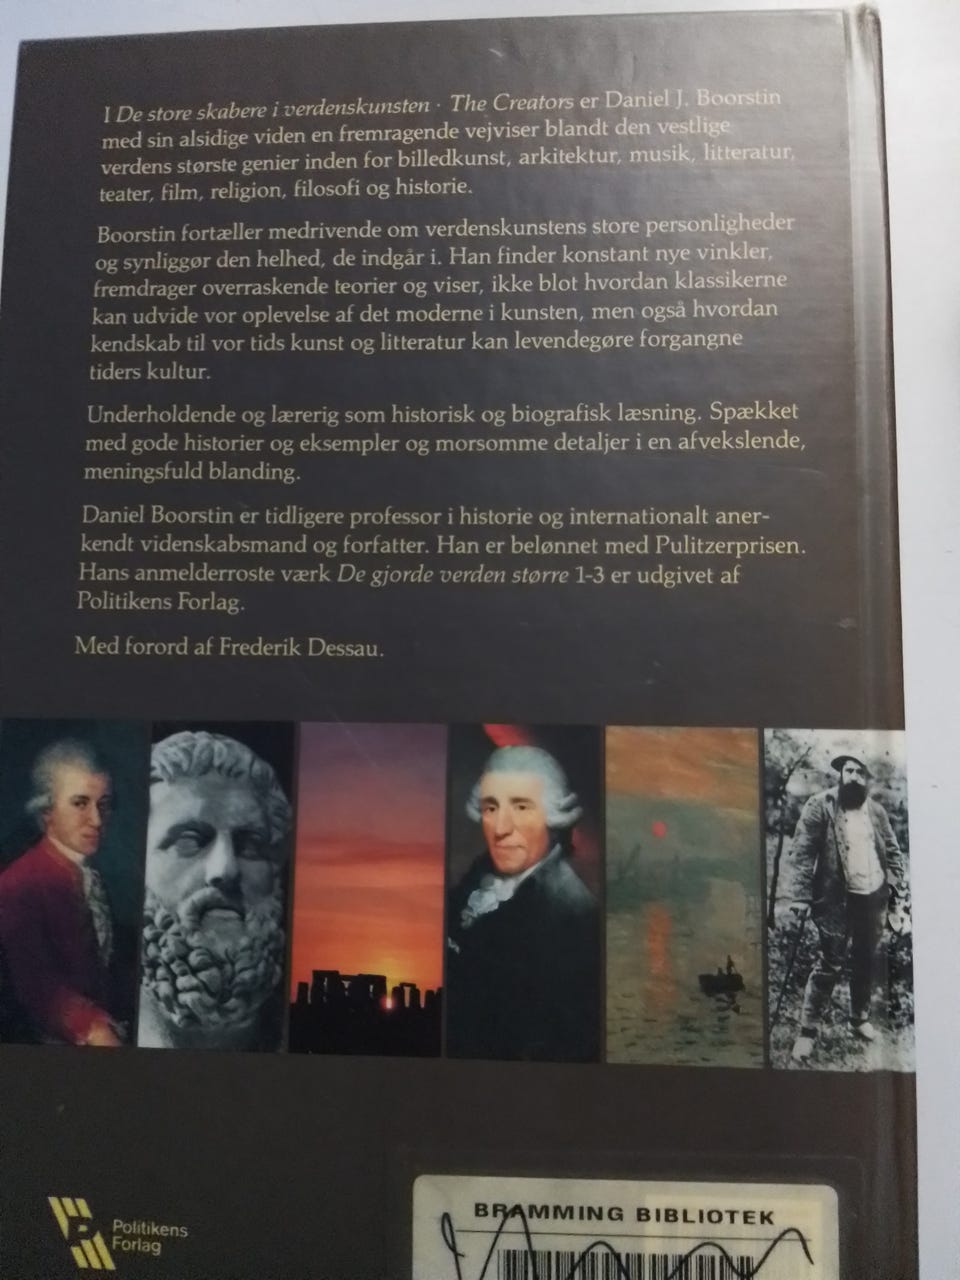 I De store skabere i verdenskunsten · The Creators er Daniel J. Boorstin
med sin alsidige viden en fremragende vejviser blandt den vestlige
verdens største genier inden for billedkunst, arkitektur, musik, litteratur,
teater, film, religion, filosofi og historie.
Boorstin fortæller medrivende om verdenskunstens store personligheder
og synliggør den helhed, de indgår i. Han finder konstant nye vinkler,
fremdrager overraskende teorier og viser, ikke blot hvordan klassikerne
kan udvide vor oplevelse af det moderne i kunsten, men også hvordan
kendskab til vor tids kunst og litteratur kan levendegøre forgangne
tiders kultur.
Underholdende og lærerig som historisk og biografisk læsning. Spækket
med gode historier og eksempler og morsomme detaljer i en afvekslende,
meningsfuld blanding.
Daniel Boorstin er tidligere professor i historie og internationalt aner-
kendt videnskabsmand og forfatter. Han er belønnet med Pulitzerprisen.
Hans anmelderroste værk De gjorde verden større 1-3 er udgivet af
Politikens Forlag.
Med forord af Frederik Dessau.
Politikens
Forlag
BRAMMING BIBLIOTEK